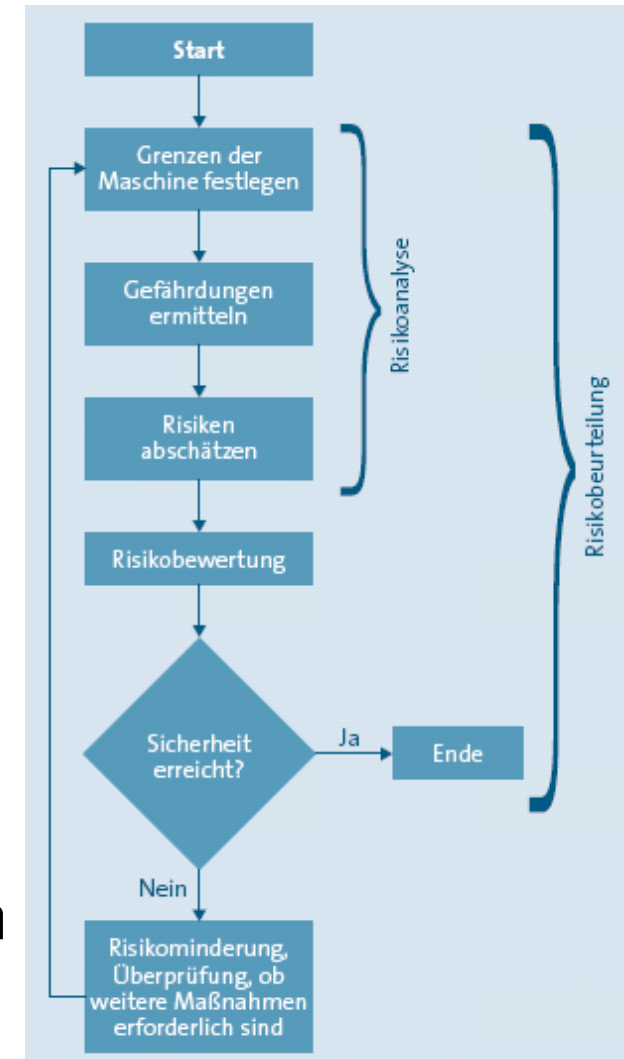 Start
Grenzen der
Maschine festlegen
Gefährdungen
ermitteln
Risiken
abschätzen
Risikoanalyse
Risikobewertung
Sicherheit
erreicht?
Ja
Ende
Risikobeurteilung
Nein
n
Risikominderung,
Überprüfung, ob
weitere Maßnahmen
erforderlich sind